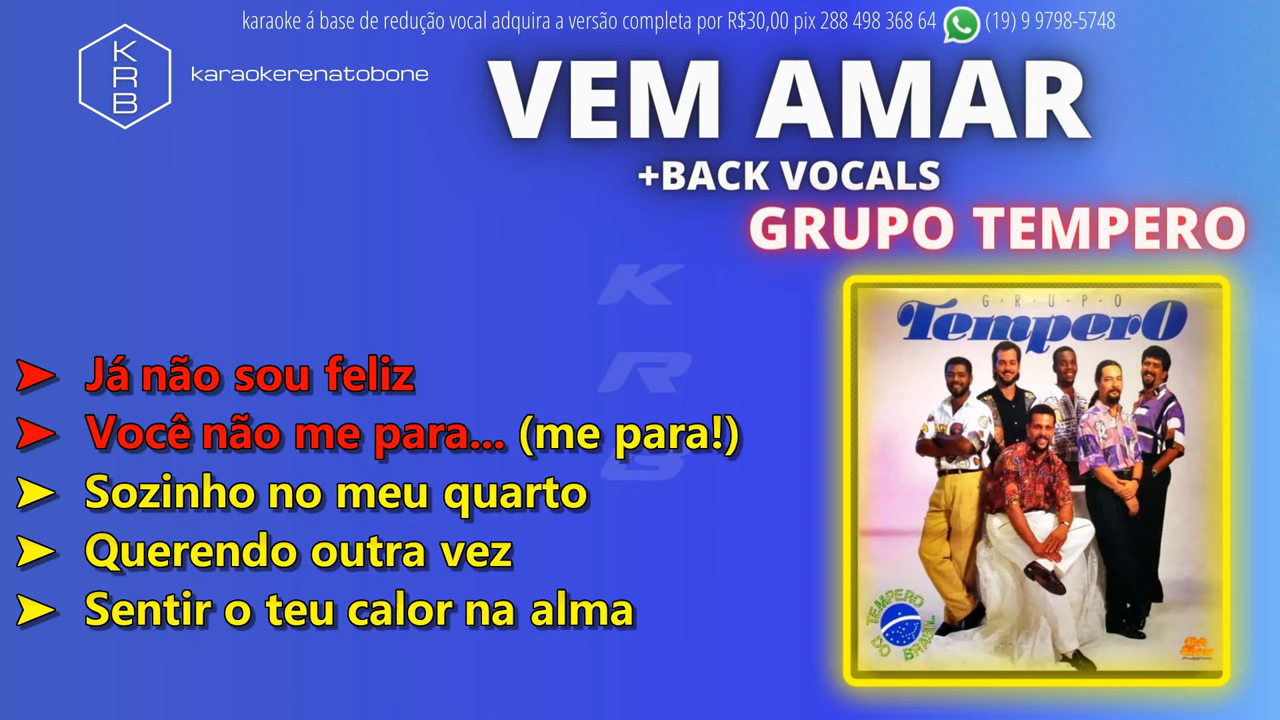 karaoke á base de redução vocal adquira a versão completa por R$30,00 pix 288 498 368 64 (19) 9 9798-5748
K
R
B
karaokerenatobone
VEM AMAR
+BACK VOCALS
GRUPO TEMPERO
K
R
B
G·R·U·P·O
TemperO
➤ Já não sou feliz
➤ Você não me para... (me para!)
➤ Sozinho no meu quarto
➤ Querendo outra vez
➤ Sentir o teu calor na alma
TEMPERO
DO BRASIL